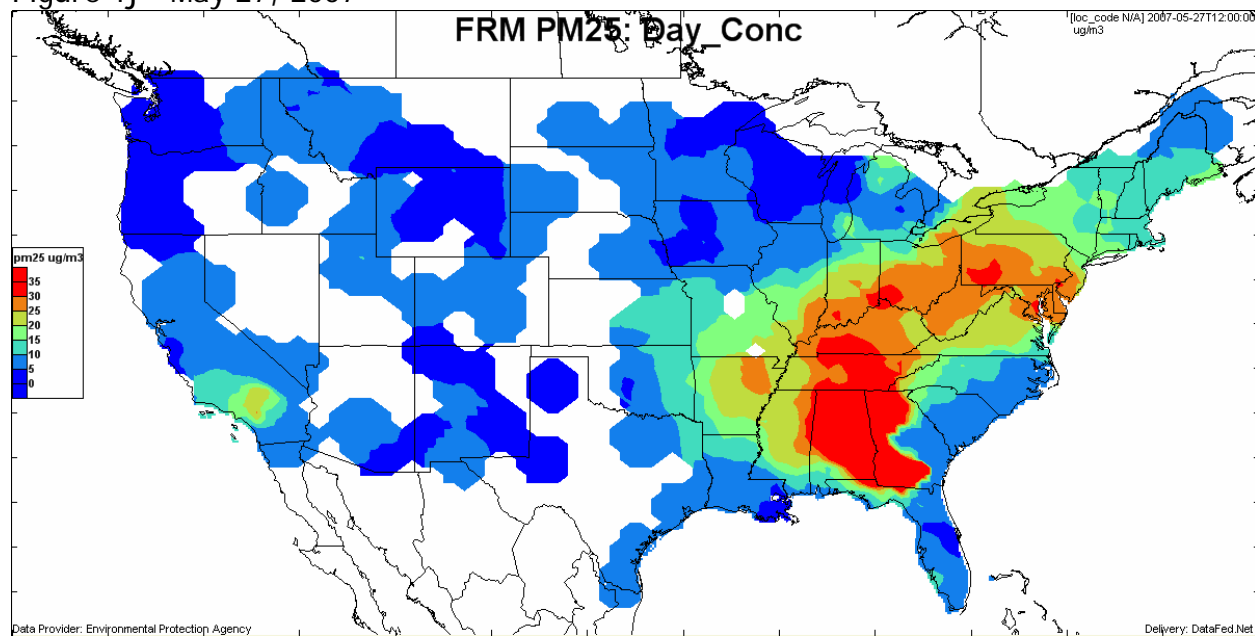 FRM PM25: Day_Conc
[loc_code N/A] 2007-05-27T12:00:00
ug/m3
pm25 ug/m3
35
30
25
20
15
10
5
0
Data Provider: Environmental Protection Agency
Delivery: DataFed.Net